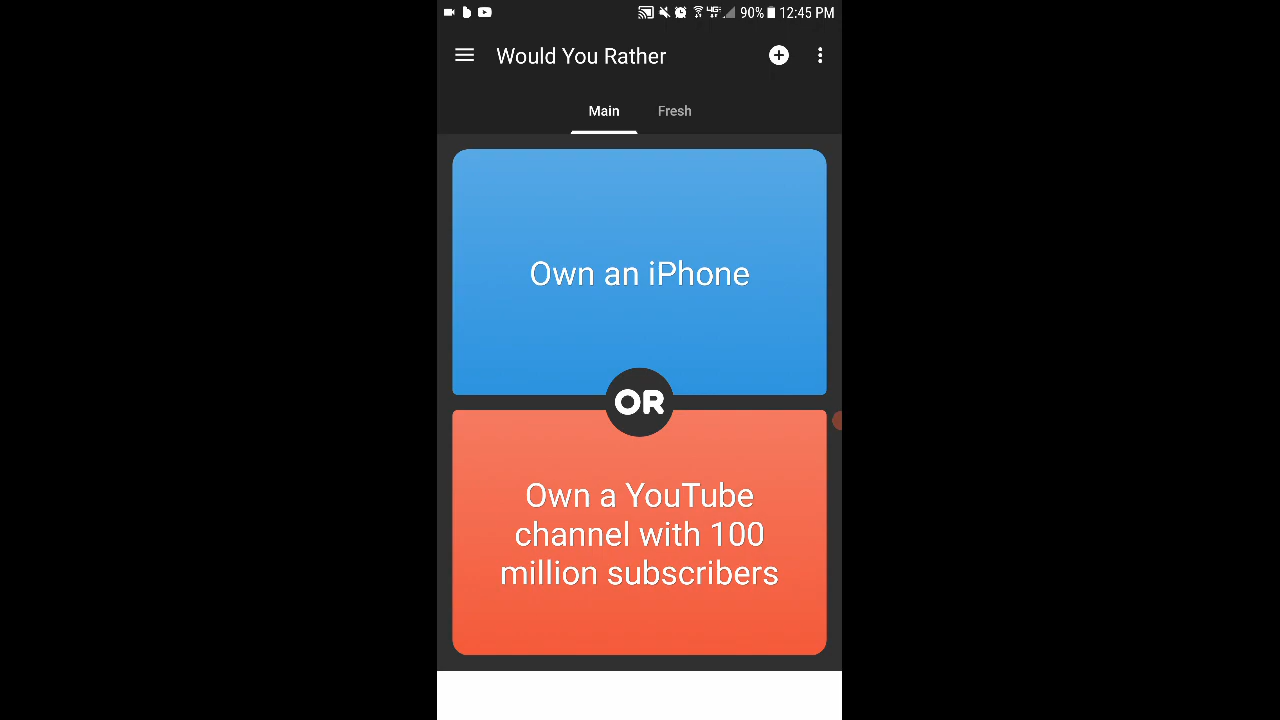 4G 90% 12:45 PM
Would You Rather
Main Fresh
Own an iPhone
OR
Own a YouTube
channel with 100
million subscribers